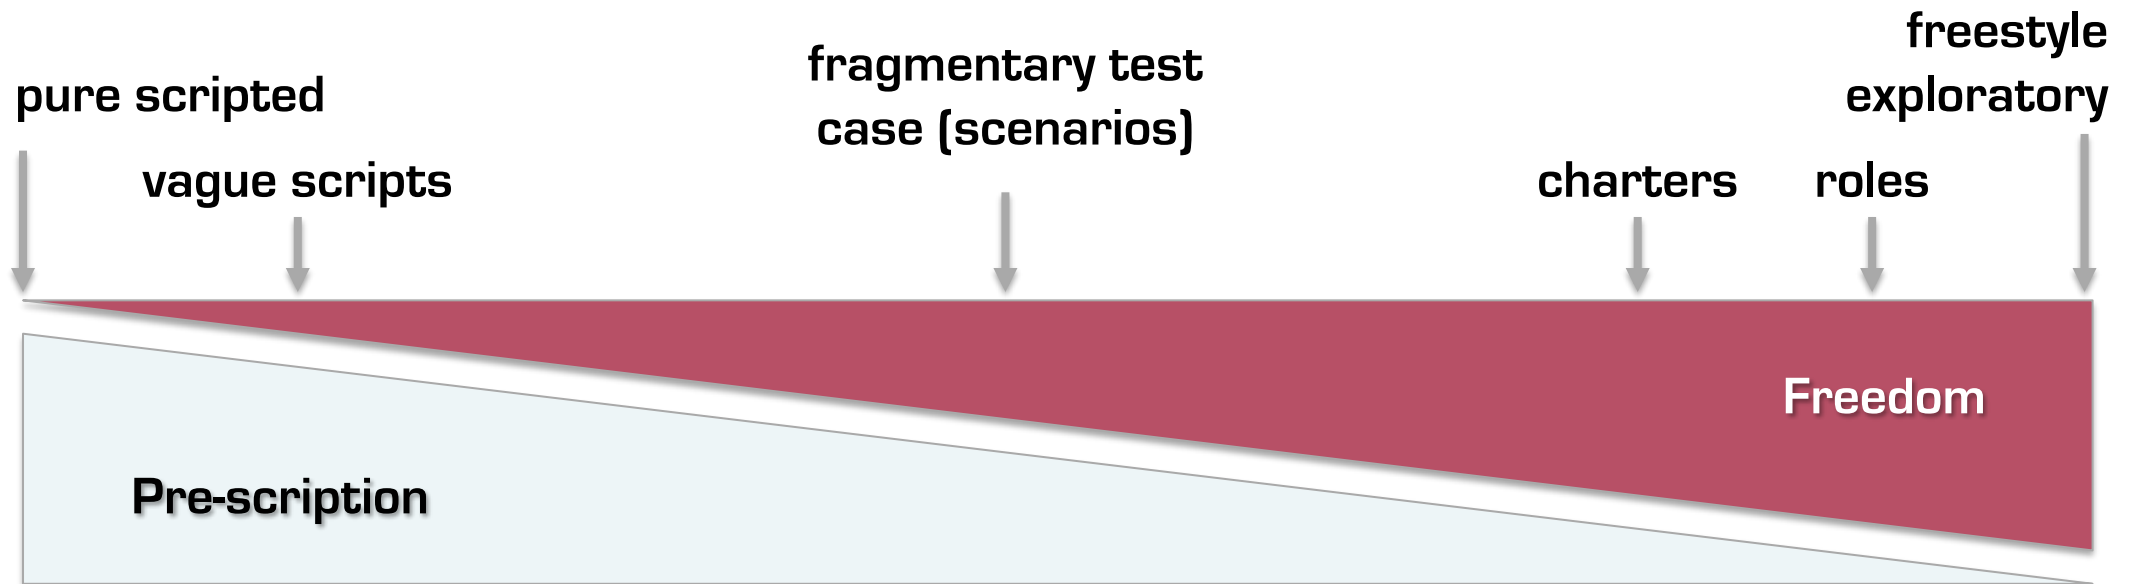 pure scripted
vague scripts
fragmentary test
case (scenarios)
charters
roles
freestyle
exploratory
Freedom
Pre-scription